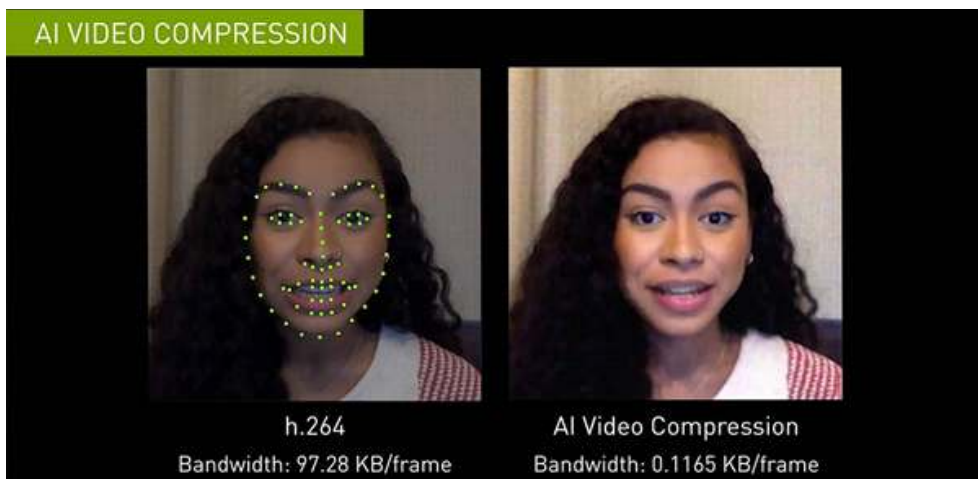 AI VIDEO COMPRESSION
h.264
Bandwidth: 97.28 KB/frame
AI Video Compression
Bandwidth: 0.1165 KB/frame